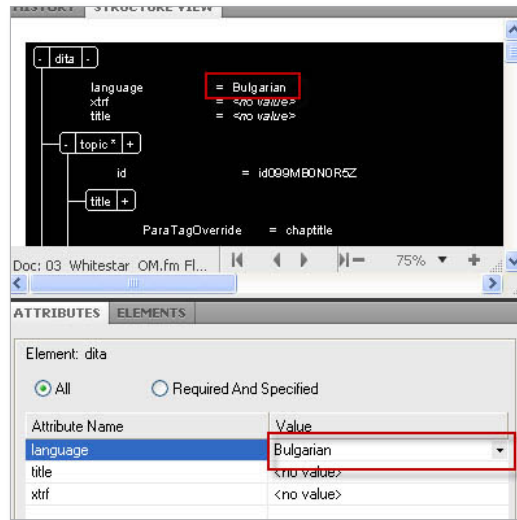 HISTORY STRUCTURE VIEW
- dita -
language = Bulgarian
xtrf = <no value>
title = <no value>
- topic* +
id = id099MB0N0R5Z
title +
ParaTagOverride = chaptitle
Doc: 03 Whitestar OM.fm Fl... 75%
ATTRIBUTES ELEMENTS
Element: dita
All Required And Specified
Attribute Name Value
language Bulgarian
title <no value>
xtrf <no value>